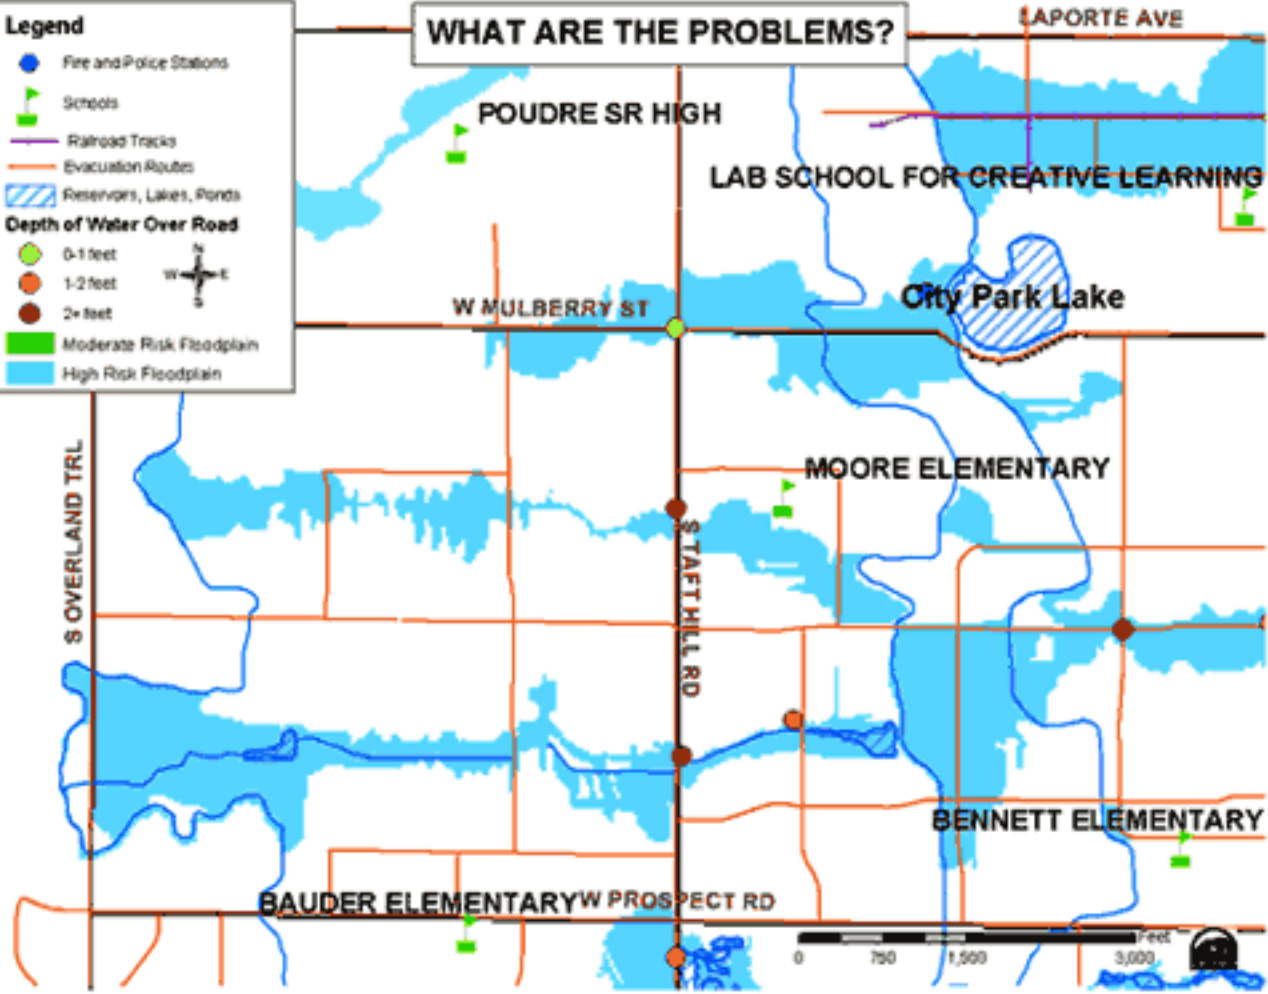 WHAT ARE THE PROBLEMS?
LAPORTE AVE
Legend
Fire and Police Stations
Schools
Railroad Tracks
Evacuation Routes
Reservoirs, Lakes, Ponds
Depth of Water Over Road
0-1 feet
1-2 feet
2+ feet
Moderate Risk Floodplain
High Risk Floodplain
N
W
E
S
POUDRE SR HIGH
LAB SCHOOL FOR CREATIVE LEARNING
W MULBERRY ST
City Park Lake
MOORE ELEMENTARY
S OVERLAND TRL
S TAFT HILL RD
BENNETT ELEMENTARY
BAUDER ELEMENTARY
W PROSPECT RD
Feet
0 750 1,500 3,000